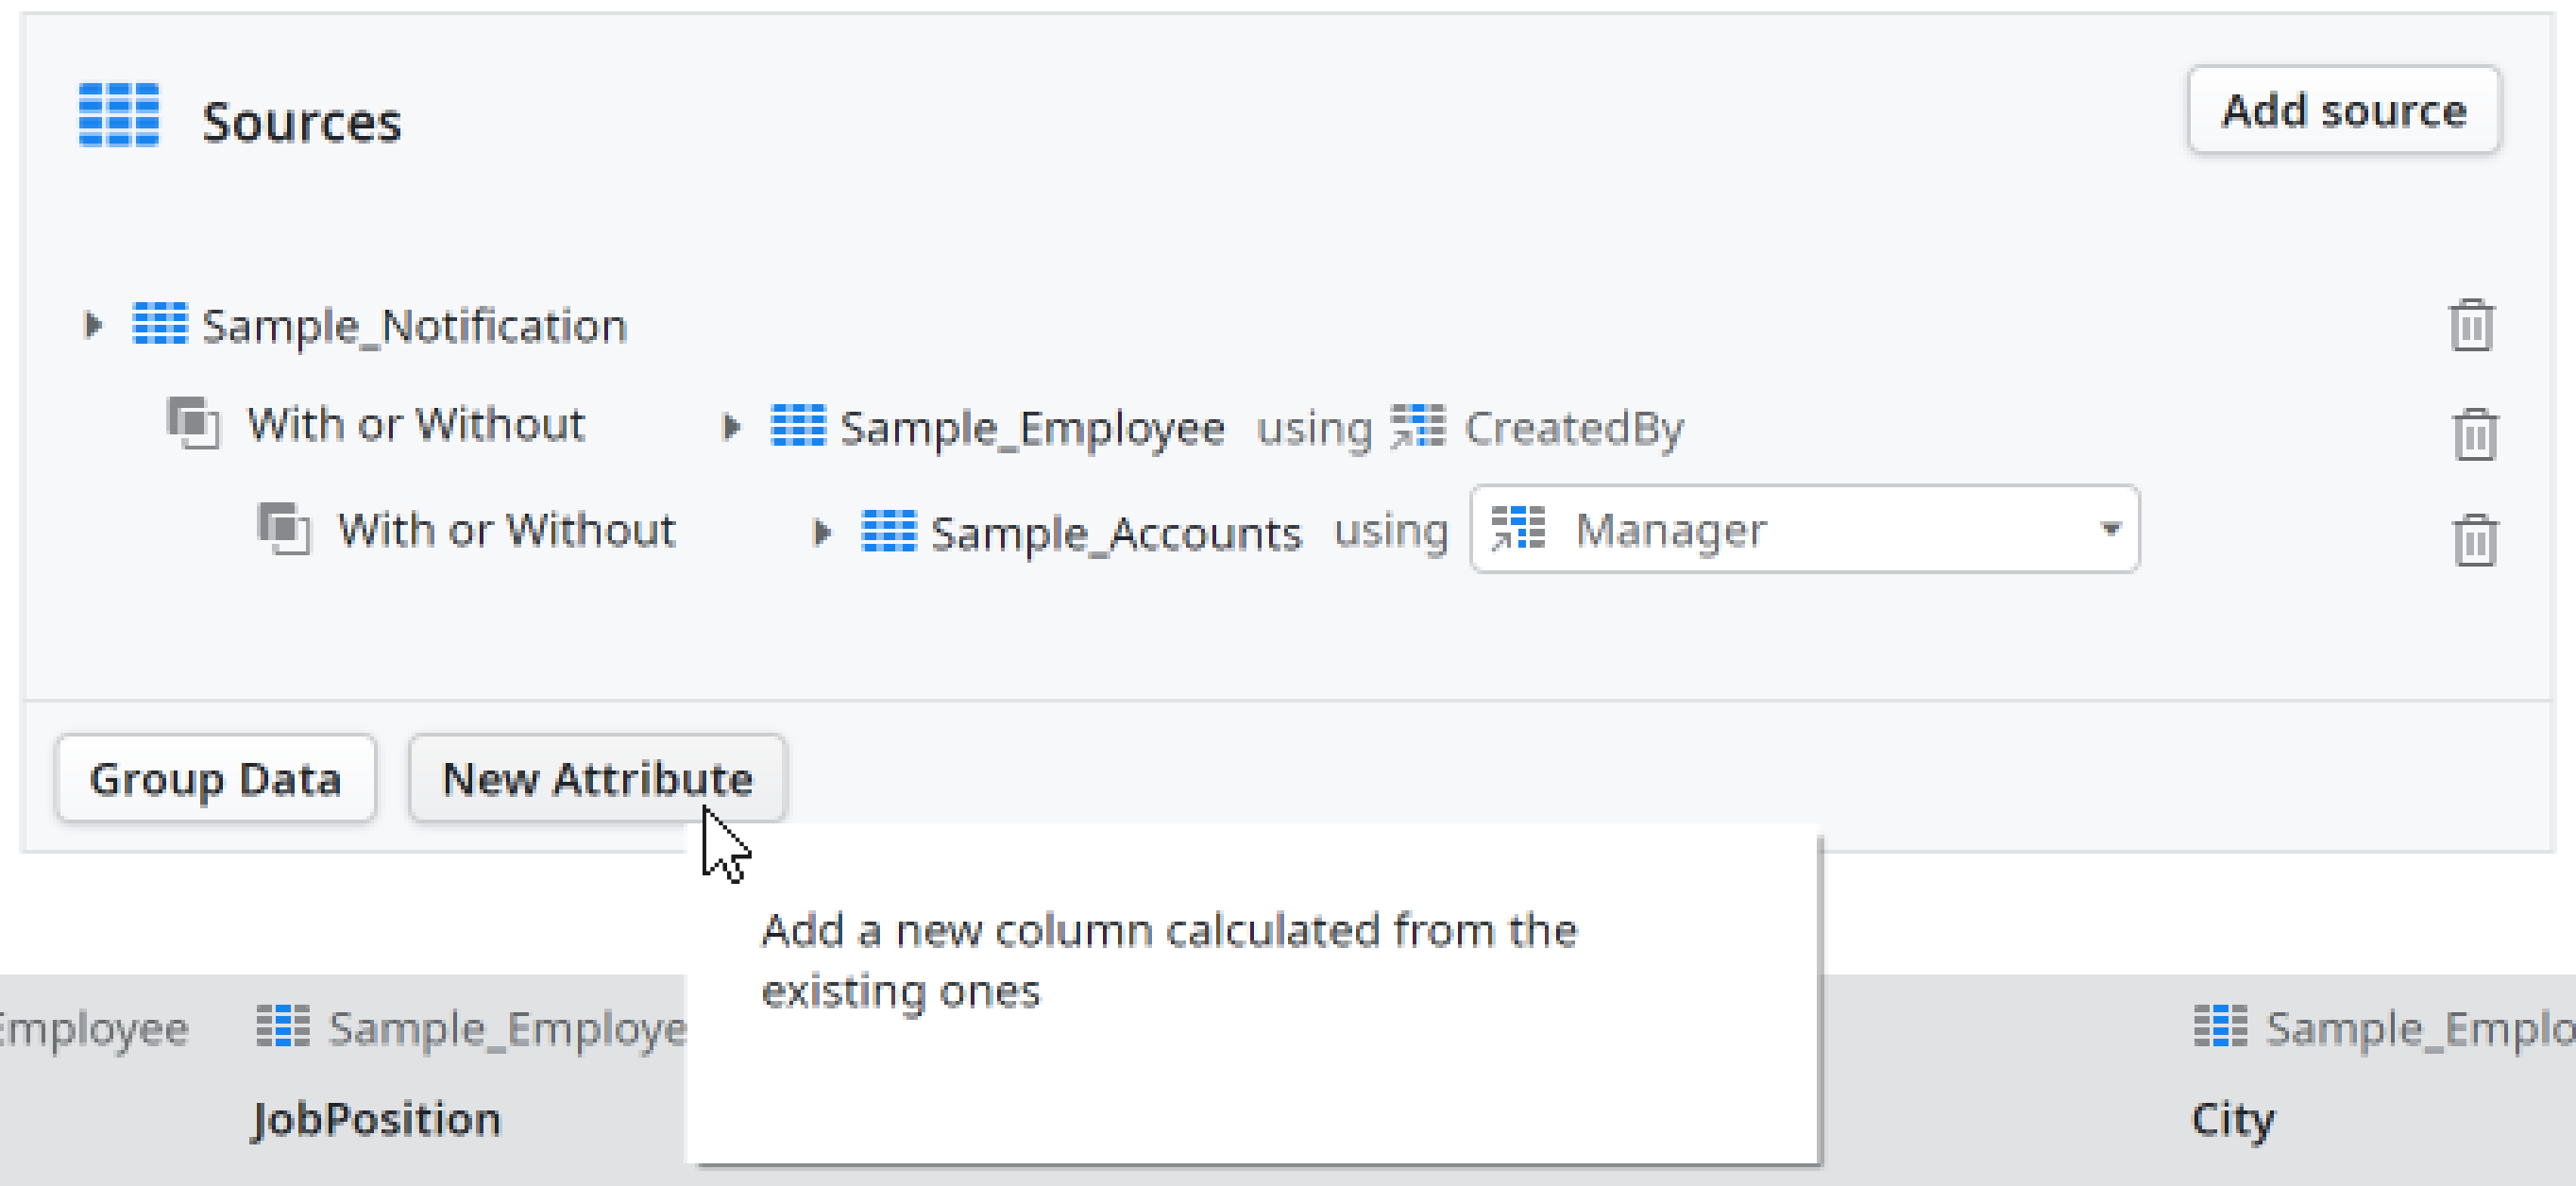 Sources
Add source
Sample_Notification
With or Without Sample_Employee using CreatedBy
With or Without Sample_Accounts using Manager
Group Data New Attribute
Add a new column calculated from the
existing ones
Employee Sample_Employe Sample_Emplo
JobPosition City